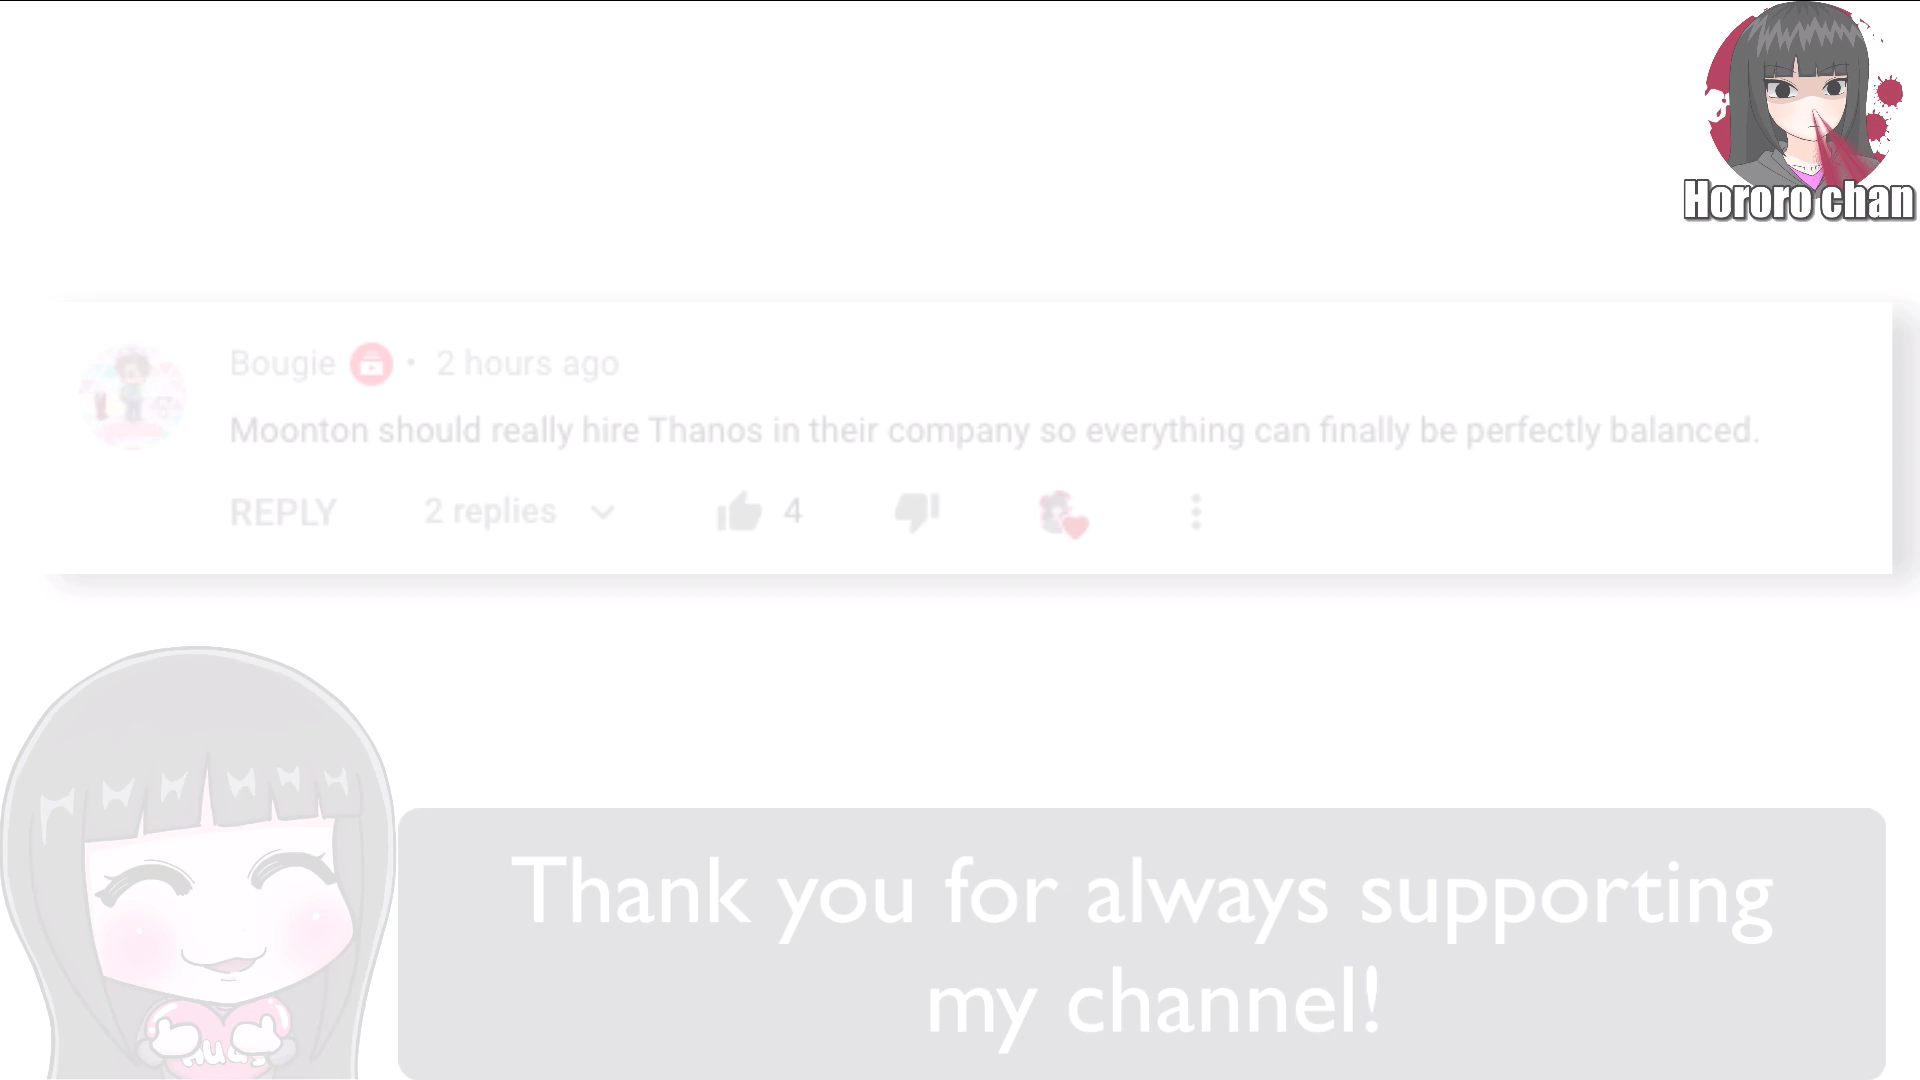 Hororo chan
Bougie • 2 hours ago
Moonton should really hire Thanos in their company so everything can finally be perfectly balanced.
REPLY 2 replies 4
Thank you for always supporting
my channel!
HUGS